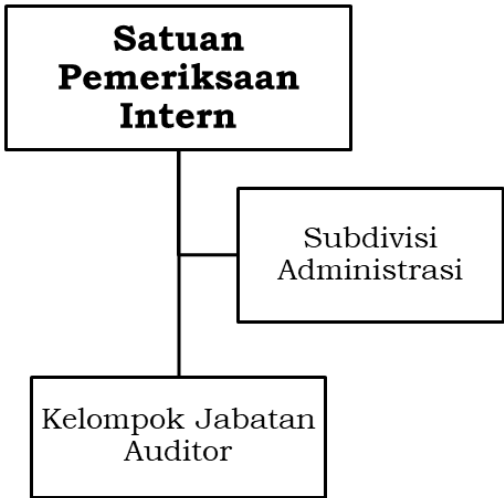 Satuan
Pemeriksaan
Intern
Subdivisi
Administrasi
Kelompok Jabatan
Auditor